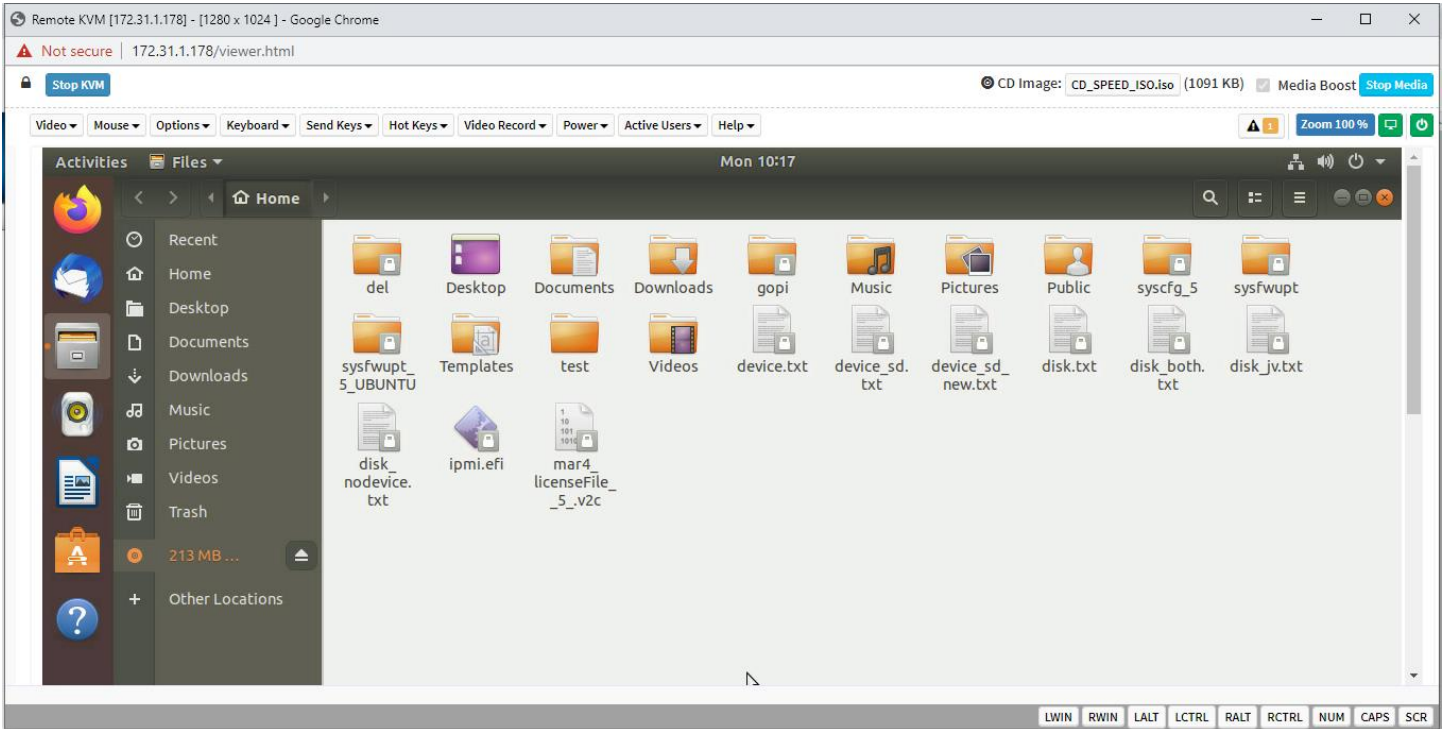 Remote KVM [172.31.1.178] - [1280 x 1024 ] - Google Chrome
Not secure | 172.31.1.178/viewer.html
Stop KVM
CD Image: CD_SPEED_ISO.iso (1091 KB) Media Boost Stop Media
Video Mouse Options Keyboard Send Keys Hot Keys Video Record Power Active Users Help
1 Zoom 100 %
Activities Files Mon 10:17
Home
Recent
Home
Desktop
Documents
Downloads
Music
Pictures
Videos
Trash
213 MB ...
Other Locations
del Desktop Documents Downloads gopi Music Pictures Public syscfg_5 sysfwupt
sysfwupt_ Templates test Videos device.txt device_sd. device_sd_ disk.txt disk_both. disk_jv.txt
5_UBUNTU txt new.txt txt
disk_ ipmi.efi mar4_
nodevice. licenseFile_
txt _5_.v2c
LWIN RWIN LALT LCTRL RALT RCTRL NUM CAPS SCR